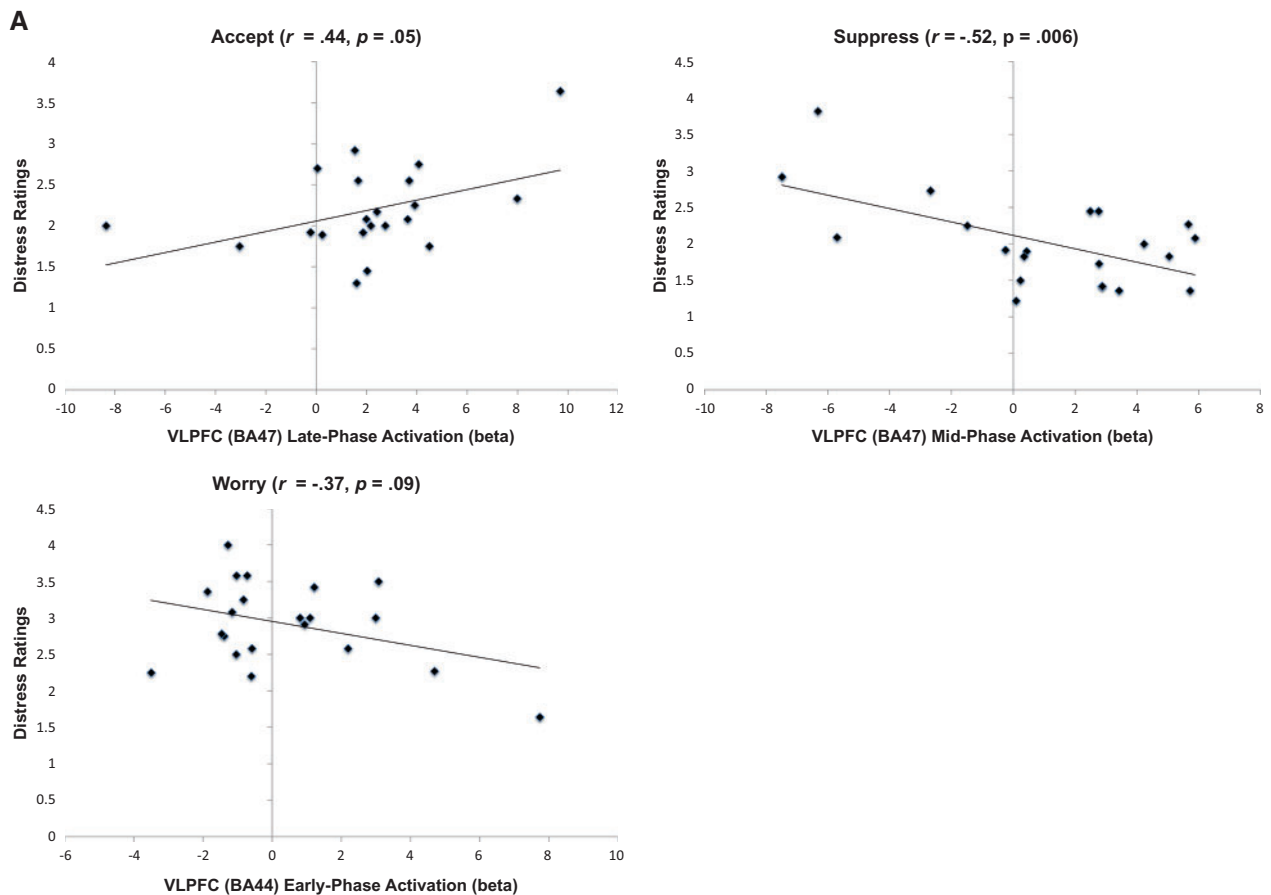 A
Accept (r = .44, p = .05)
4
3.5
3
2.5
2
1.5
1
0.5
0
Distress Ratings
-10 -8 -6 -4 -2 0 2 4 6 8 10 12
VLPFC (BA47) Late-Phase Activation (beta)
Suppress (r = -.52, p = .006)
4.5
4
3.5
3
2.5
2
1.5
1
0.5
0
Distress Ratings
-10 -8 -6 -4 -2 0 2 4 6 8
VLPFC (BA47) Mid-Phase Activation (beta)
Worry (r = -.37, p = .09)
4.5
4
3.5
3
2.5
2
1.5
1
0.5
0
Distress Ratings
-6 -4 -2 0 2 4 6 8 10
VLPFC (BA44) Early-Phase Activation (beta)